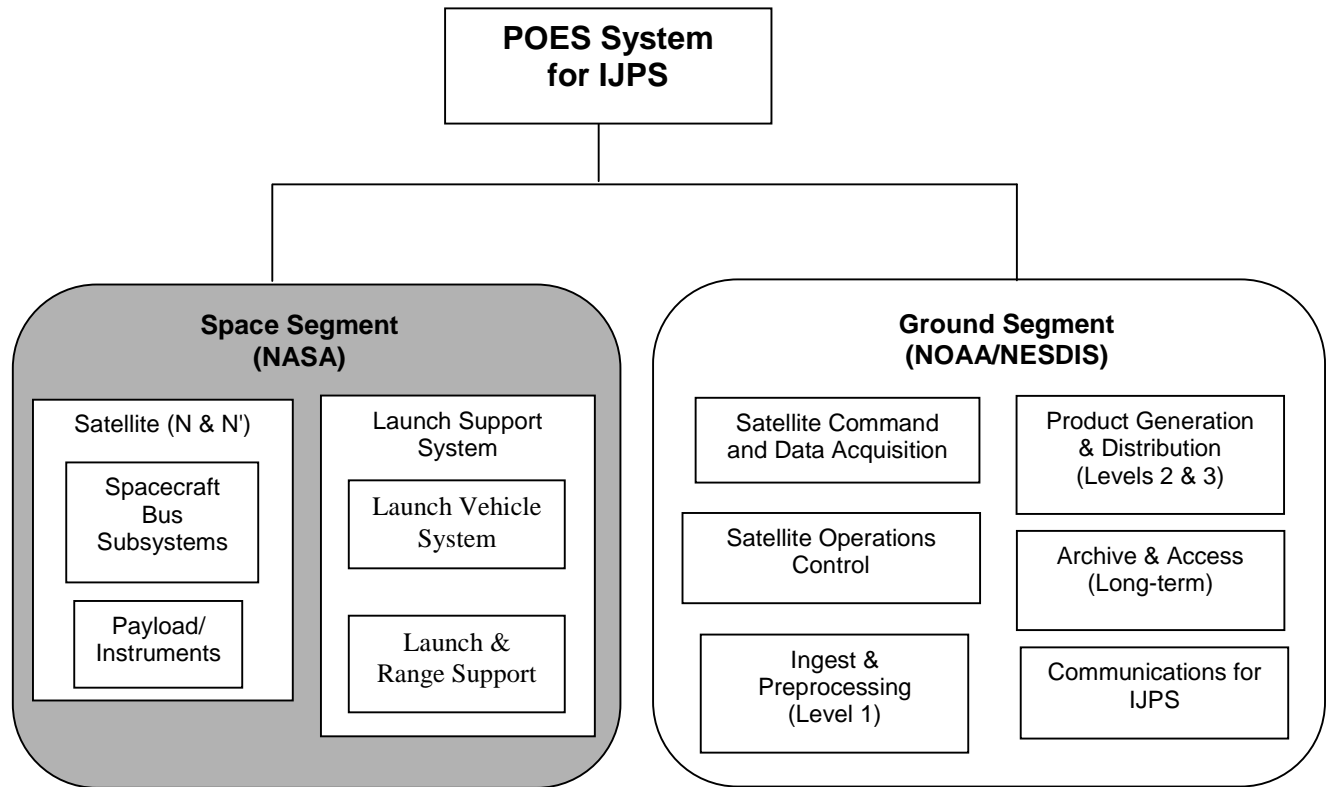 POES System
for IJPS
Space Segment
(NASA)
Satellite (N & N')
Spacecraft
Bus
Subsystems
Payload/
Instruments
Launch Support
System
Launch Vehicle
System
Launch &
Range Support
Ground Segment
(NOAA/NESDIS)
Satellite Command
and Data Acquisition
Satellite Operations
Control
Ingest &
Preprocessing
(Level 1)
Product Generation
& Distribution
(Levels 2 & 3)
Archive & Access
(Long-term)
Communications for
IJPS